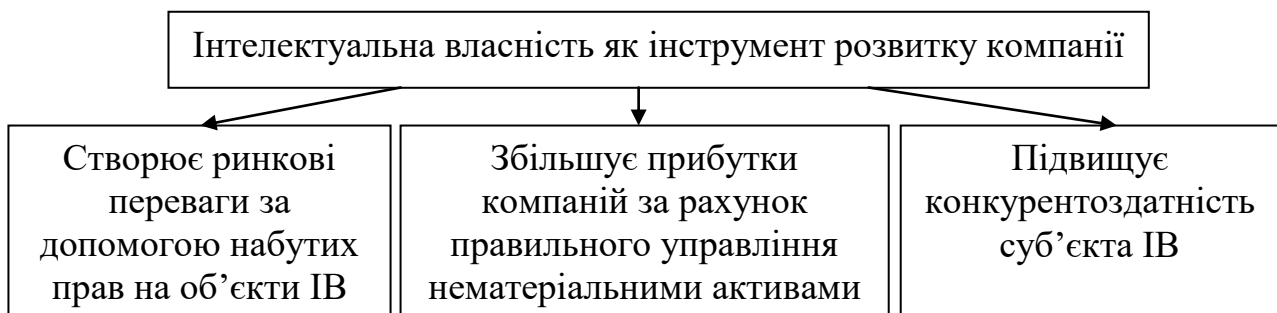 Інтелектуальна власність як інструмент розвитку компанії
Створює ринкові
переваги за
допомогою набутих
прав на об’єкти ІВ
Збільшує прибутки
компаній за рахунок
правильного управління
нематеріальними активами
Підвищує
конкурентоздатність
суб’єкта ІВ